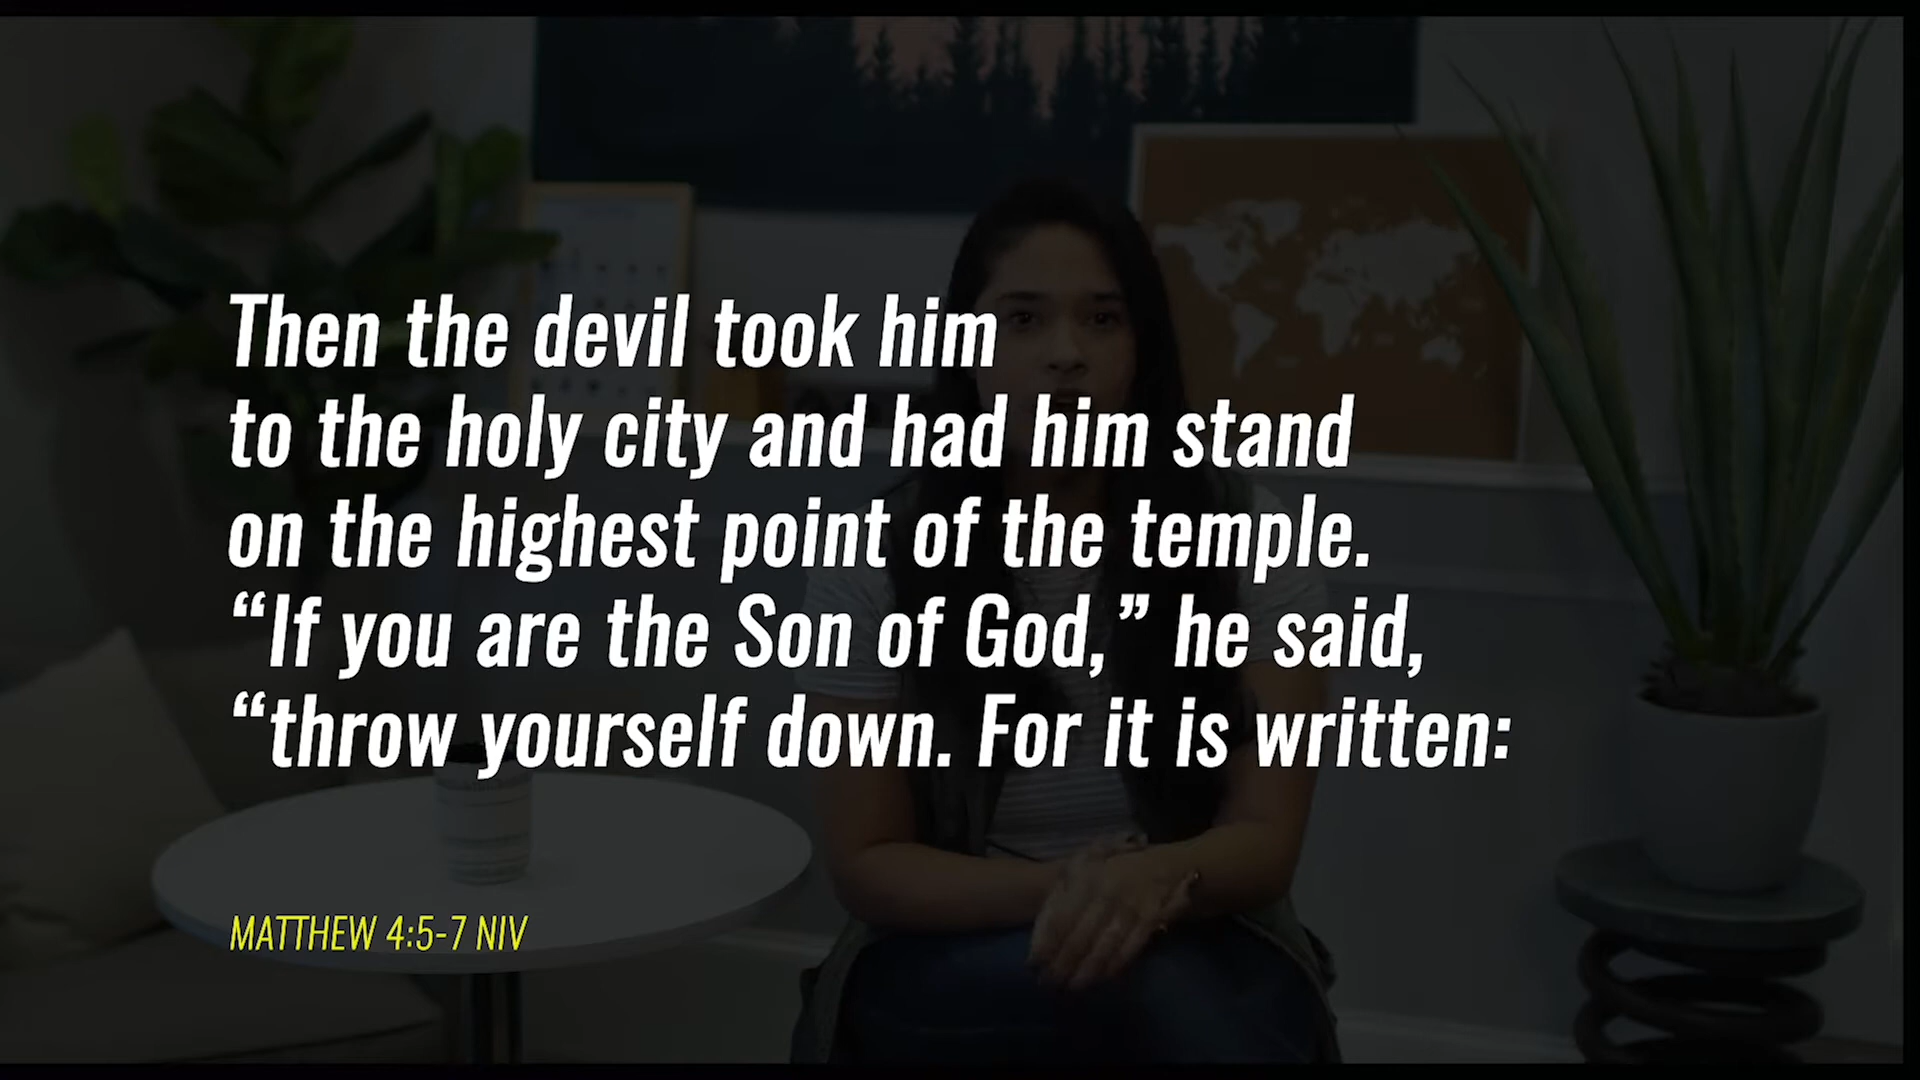 Then the devil took him
to the holy city and had him stand
on the highest point of the temple.
“If you are the Son of God,” he said,
“throw yourself down. For it is written:
MATTHEW 4:5-7 NIV